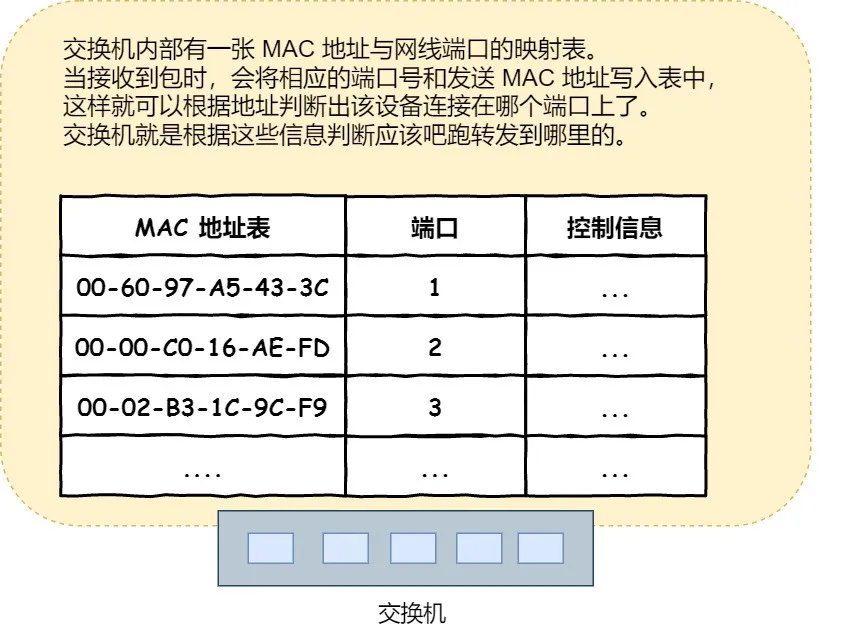 交换机内部有一张 MAC 地址与网线端口的映射表。
当接收到包时，会将相应的端口号和发送 MAC 地址写入表中，
这样就可以根据地址判断出该设备连接在哪个端口上了。
交换机就是根据这些信息判断应该吧跑转发到哪里的。
MAC 地址表 端口 控制信息
00-60-97-A5-43-3C 1 ...
00-00-C0-16-AE-FD 2 ...
00-02-B3-1C-9C-F9 3 ...
.... ... ...
交换机